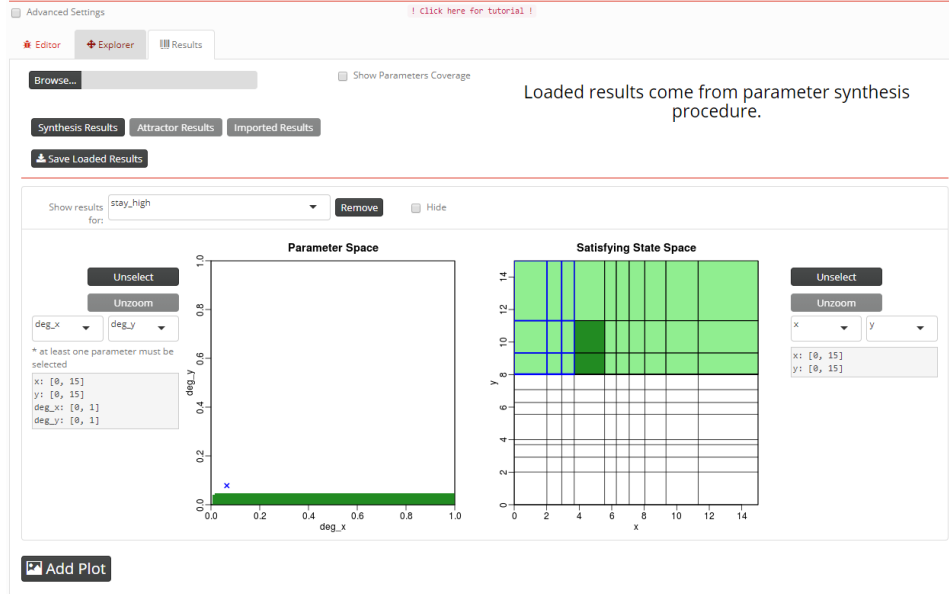 Advanced Settings
! Click here for tutorial !
Editor
Explorer
Results
Browse...
Show Parameters Coverage
Loaded results come from parameter synthesis
procedure.
Synthesis Results
Attractor Results
Imported Results
Save Loaded Results
Show results
for:
stay_high
Remove
Hide
Parameter Space
Satisfying State Space
Unselect
Unzoom
deg_x
deg_y
* at least one parameter must be
selected
x: [0, 15]
y: [0, 15]
deg_x: [0, 1]
deg_y: [0, 1]
deg_y
0.0 0.2 0.4 0.6 0.8 1.0
0.0 0.2 0.4 0.6 0.8 1.0
deg_x
y
0 2 4 6 8 10 12 14
0 2 4 6 8 10 12 14
x
Unselect
Unzoom
x
y
x: [0, 15]
y: [0, 15]
Add Plot